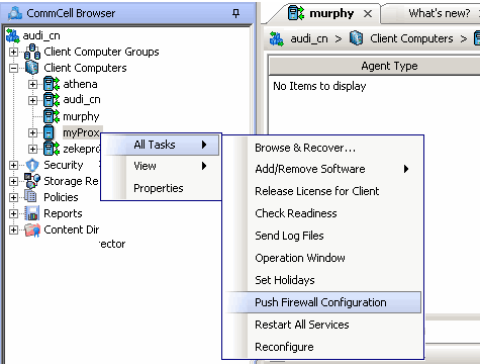 CommCell Browser
audi_cn
Client Computer Groups
Client Computers
athena
audi_cn
murphy
myProx
zekepro
Security
Storage Re
Policies
Reports
Content Dir
rector
All Tasks
View
Properties
Browse & Recover...
Add/Remove Software
Release License for Client
Check Readiness
Send Log Files
Operation Window
Set Holidays
Push Firewall Configuration
Restart All Services
Reconfigure
murphy
What's new?
audi_cn > Client Computers >
Agent Type
No Items to display